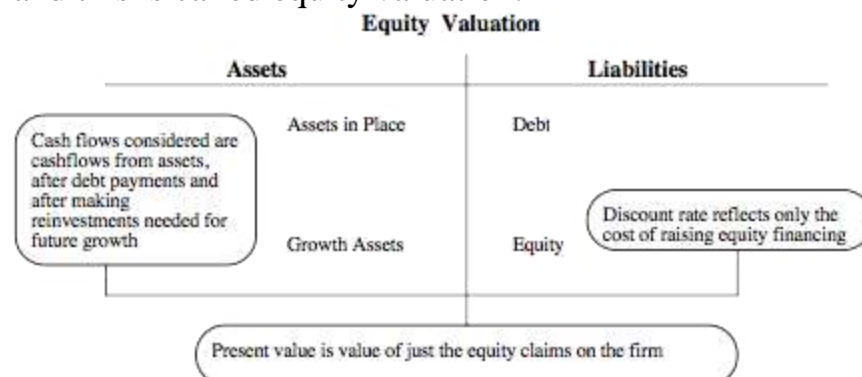 Equity Valuation
Assets
Liabilities
Assets in Place
Debt
Cash flows considered are
cashflows from assets,
after debt payments and
after making
reinvestments needed for
future growth
Growth Assets
Equity
Discount rate reflects only the
cost of raising equity financing
Present value is value of just the equity claims on the firm